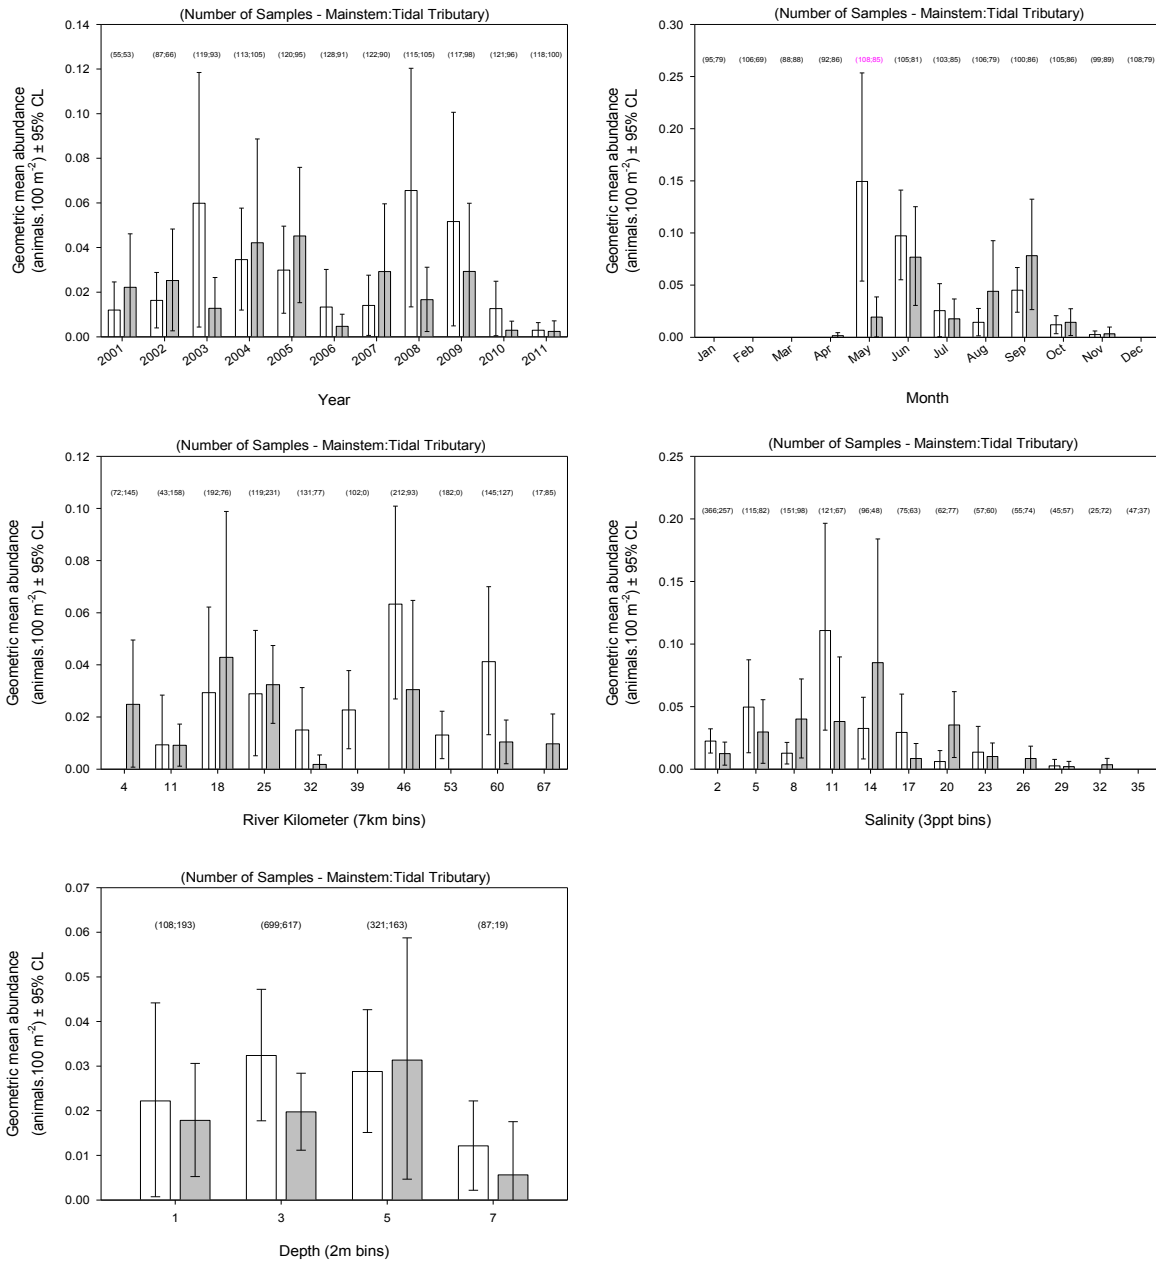 (Number of Samples - Mainstem:Tidal Tributary)
0.14
0.12
0.10
0.08
0.06
0.04
0.02
0.00
Geometric mean abundance
(animals.100 m-2) ± 95% CL
(55;53) (87;66) (119;93) (113;105) (120;95) (128;91) (122;90) (115;105) (117;98) (121;96) (118;100)
2001 2002 2003 2004 2005 2006 2007 2008 2009 2010 2011
Year
(Number of Samples - Mainstem:Tidal Tributary)
0.30
0.25
0.20
0.15
0.10
0.05
0.00
Geometric mean abundance
(animals.100 m-2) ± 95% CL
(95;79) (106;69) (88;88) (92;86) (108;85) (105;81) (103;85) (106;79) (100;86) (105;86) (99;89) (108;79)
Jan Feb Mar Apr May Jun Jul Aug Sep Oct Nov Dec
Month
(Number of Samples - Mainstem:Tidal Tributary)
0.12
0.10
0.08
0.06
0.04
0.02
0.00
Geometric mean abundance
(animals.100 m-2) ± 95% CL
(72;145) (43;158) (192;76) (119;231) (131;77) (102;0) (212;93) (182;0) (145;127) (17;85)
4 11 18 25 32 39 46 53 60 67
River Kilometer (7km bins)
(Number of Samples - Mainstem:Tidal Tributary)
0.25
0.20
0.15
0.10
0.05
0.00
Geometric mean abundance
(animals.100 m-2) ± 95% CL
(366;257) (115;82) (151;98) (121;67) (96;48) (75;63) (62;77) (57;60) (55;74) (45;57) (25;72) (47;37)
2 5 8 11 14 17 20 23 26 29 32 35
Salinity (3ppt bins)
(Number of Samples - Mainstem:Tidal Tributary)
0.07
0.06
0.05
0.04
0.03
0.02
0.01
0.00
Geometric mean abundance
(animals.100 m-2) ± 95% CL
(108;193) (699;617) (321;163) (87;19)
1 3 5 7
Depth (2m bins)